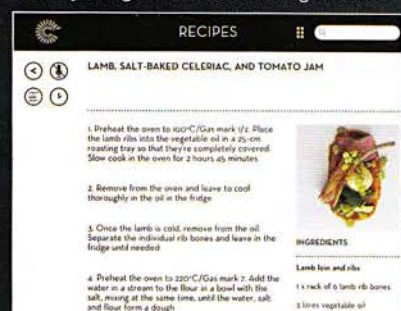 RECIPES
LAMB, SALT-BAKED CELERIAC, AND TOMATO JAM
1. Preheat the oven to 100°C/Gas mark 1/2. Place
the lamb ribs into the vegetable oil in a 25-cm
roasting tray so that they're completely covered.
Slow cook in the oven for 2 hours 45 minutes
2. Remove from the oven and leave to cool
thoroughly in the oil in the fridge
3. Once the lamb is cold, remove from the oil.
Separate the individual rib bones and leave in the
fridge until needed
4. Preheat the oven to 220°C/Gas mark 7. Add the
water in a stream to the flour in a bowl with the
salt, mixing at the same time, until the water, salt
and flour form a dough
INGREDIENTS
Lamb loin and ribs
1 x rack of 6 lamb rib bones
2 litres vegetable oil